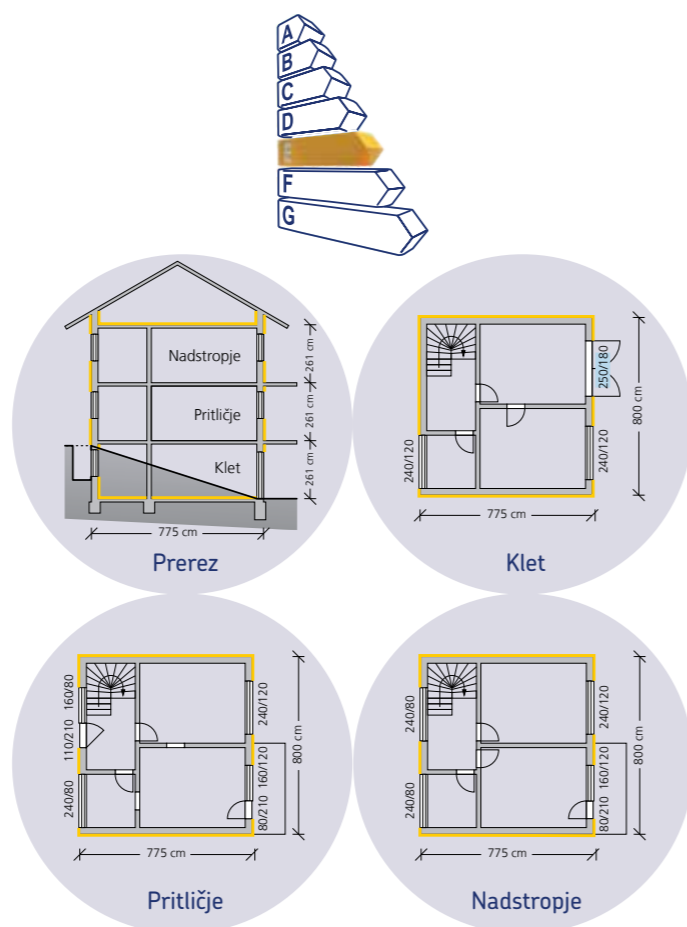 A
B
C
D
F
G
Nadstropje
Pritličje
Klet
261 cm
261 cm
261 cm
775 cm
Prerez
250/180
800 cm
240/120
240/120
775 cm
Klet
160/80
110/210
240/80
240/120
160/120
80/210
800 cm
775 cm
Pritličje
240/80
240/80
240/120
160/120
80/210
800 cm
775 cm
Nadstropje